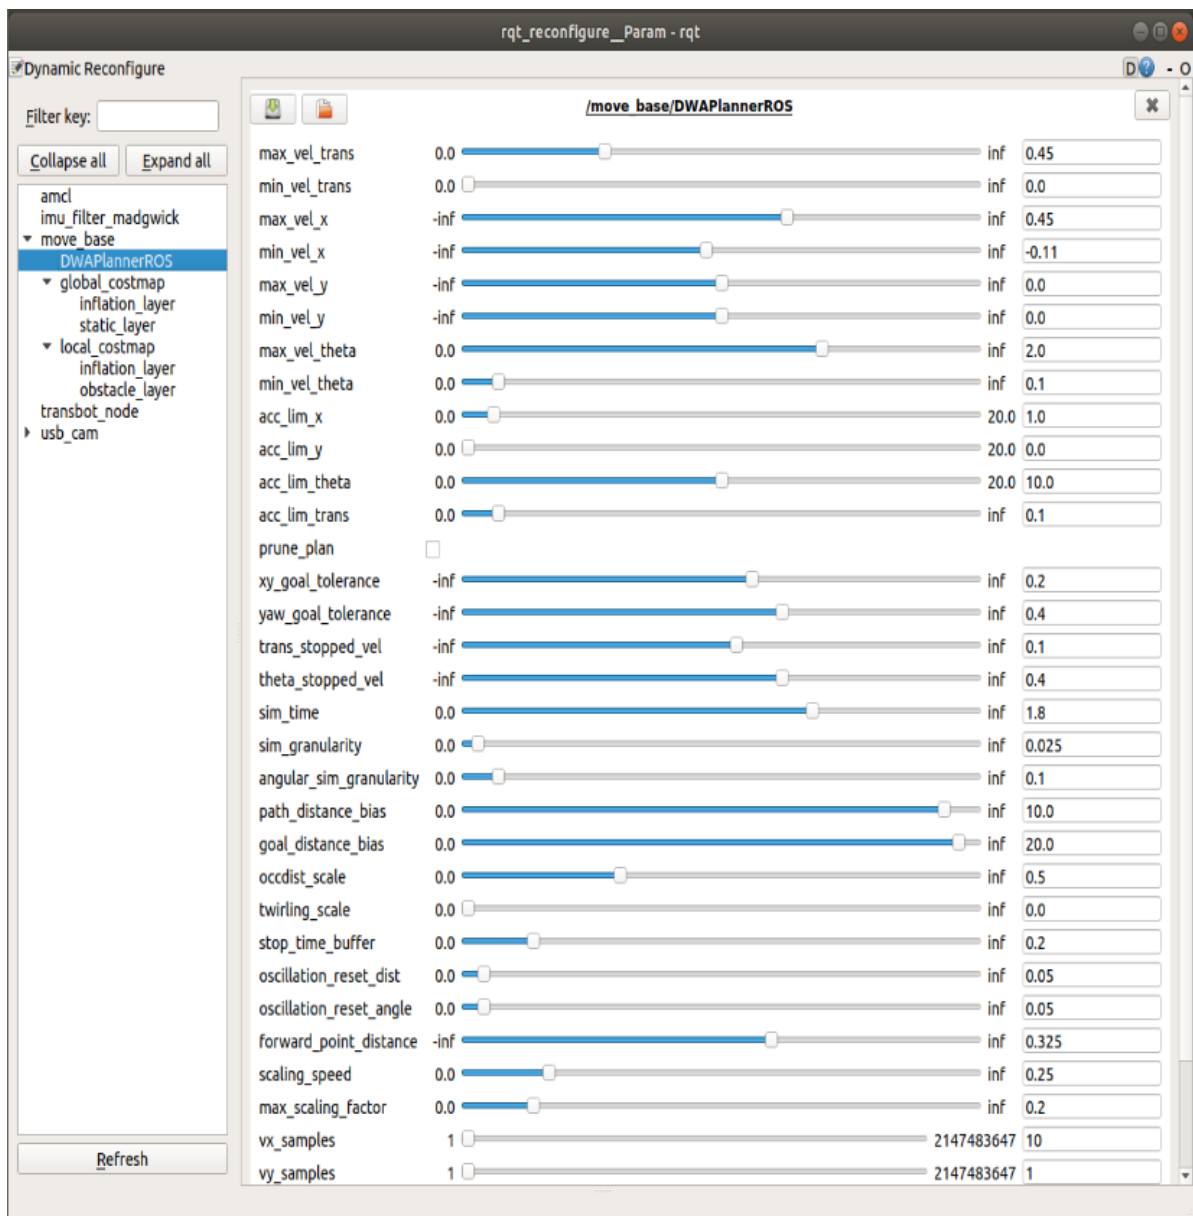 rqt_reconfigure__Param - rqt
Dynamic Reconfigure
D? - O
Filter key:
Collapse all Expand all
amcl
imu_filter_madgwick
move_base
DWAPlannerROS
global_costmap
inflation_layer
static_layer
local_costmap
inflation_layer
obstacle_layer
transbot_node
usb_cam
Refresh
/move_base/DWAPlannerROS
max_vel_trans 0.0 inf 0.45
min_vel_trans 0.0 inf 0.0
max_vel_x -inf inf 0.45
min_vel_x -inf inf -0.11
max_vel_y -inf inf 0.0
min_vel_y -inf inf 0.0
max_vel_theta 0.0 inf 2.0
min_vel_theta 0.0 inf 0.1
acc_lim_x 0.0 20.0 1.0
acc_lim_y 0.0 20.0 0.0
acc_lim_theta 0.0 20.0 10.0
acc_lim_trans 0.0 inf 0.1
prune_plan
xy_goal_tolerance -inf inf 0.2
yaw_goal_tolerance -inf inf 0.4
trans_stopped_vel -inf inf 0.1
theta_stopped_vel -inf inf 0.4
sim_time 0.0 inf 1.8
sim_granularity 0.0 inf 0.025
angular_sim_granularity 0.0 inf 0.1
path_distance_bias 0.0 inf 10.0
goal_distance_bias 0.0 inf 20.0
occdist_scale 0.0 inf 0.5
twirling_scale 0.0 inf 0.0
stop_time_buffer 0.0 inf 0.2
oscillation_reset_dist 0.0 inf 0.05
oscillation_reset_angle 0.0 inf 0.05
forward_point_distance -inf inf 0.325
scaling_speed 0.0 inf 0.25
max_scaling_factor 0.0 inf 0.2
vx_samples 1 2147483647 10
vy_samples 1 2147483647 1